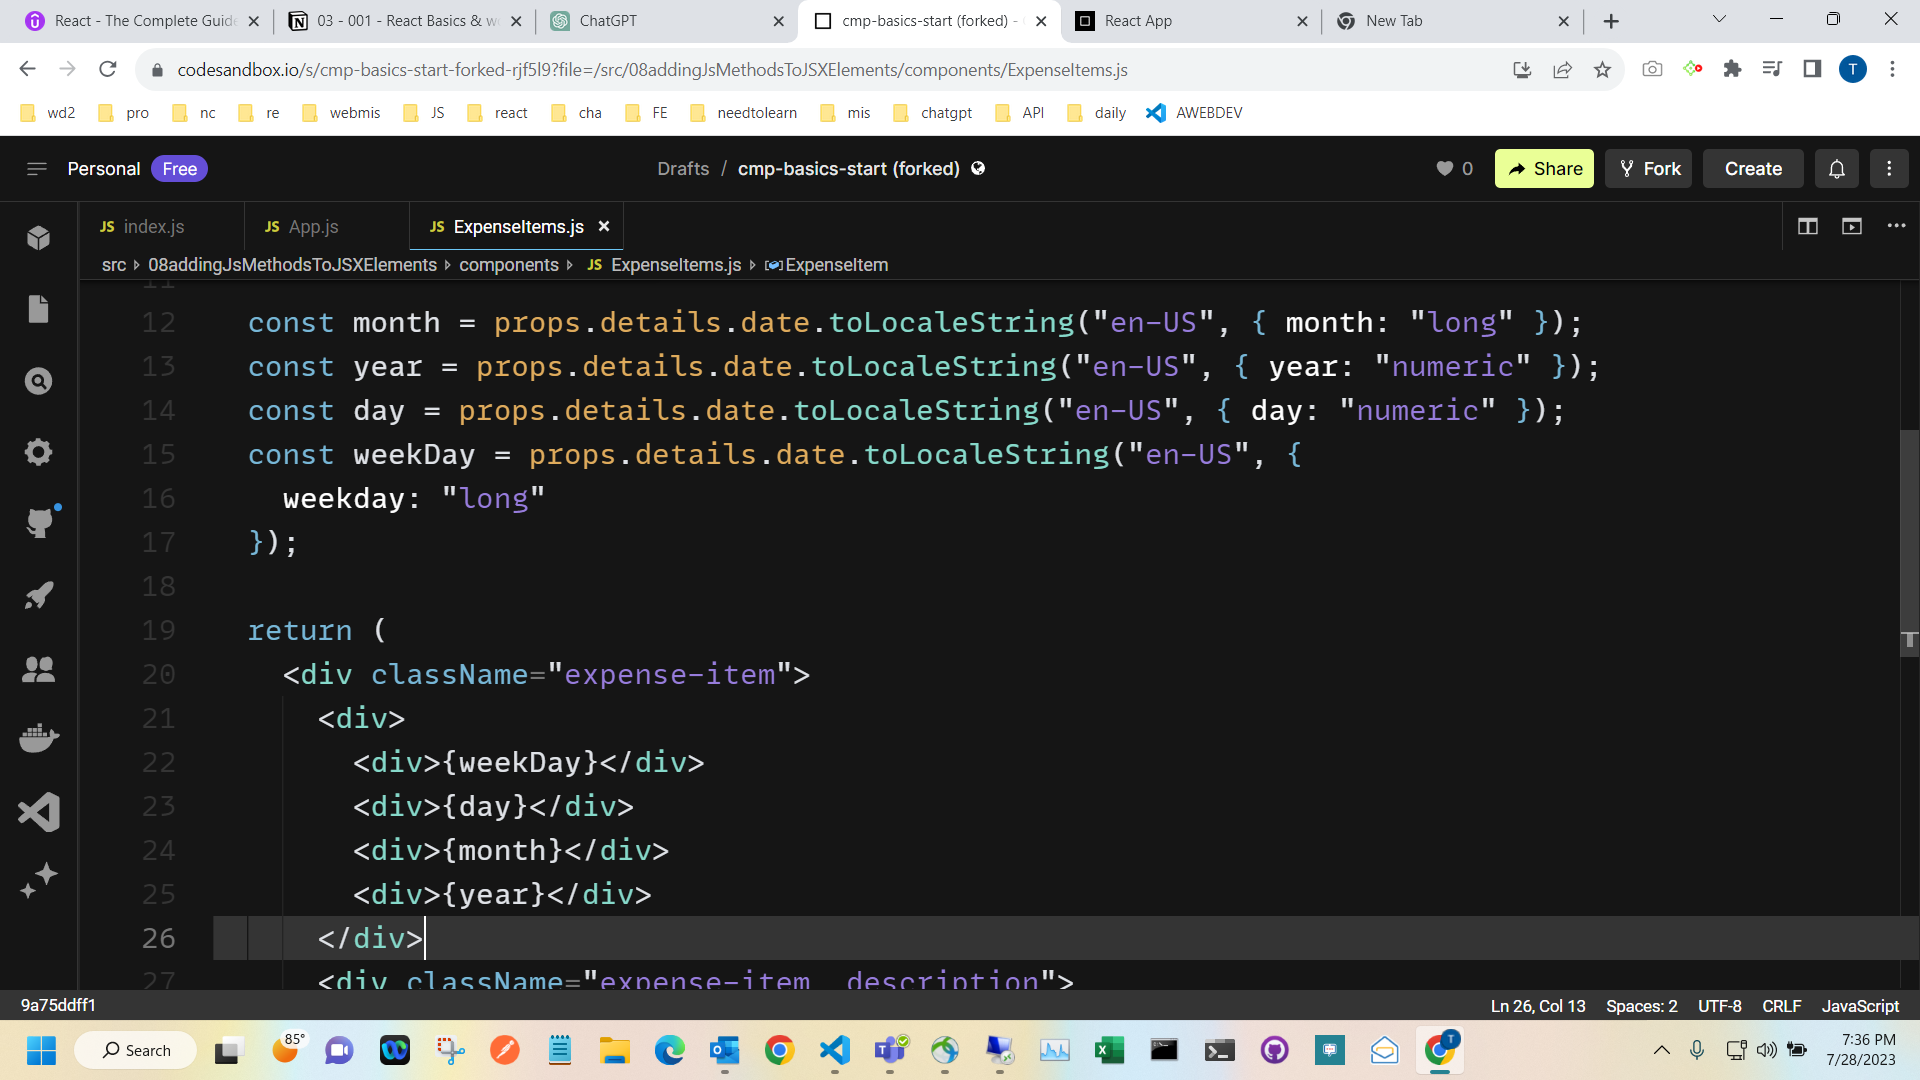 React - The Complete Guide
03 - 001 - React Basics & wo
ChatGPT
cmp-basics-start (forked) -
React App
New Tab
codesandbox.io/s/cmp-basics-start-forked-rjf5l9?file=/src/08addingJsMethodsToJSXElements/components/ExpenseItems.js
T
wd2
pro
nc
re
webmis
JS
react
cha
FE
needtolearn
mis
chatgpt
API
daily
AWEBDEV
Personal
Free
Drafts / cmp-basics-start (forked)
0
Share
Fork
Create
JS index.js
JS App.js
JS ExpenseItems.js
src
08addingJsMethodsToJSXElements
components
JS ExpenseItems.js
ExpenseItem
11
12 const month = props.details.date.toLocaleString("en-US", { month: "long" });
13 const year = props.details.date.toLocaleString("en-US", { year: "numeric" });
14 const day = props.details.date.toLocaleString("en-US", { day: "numeric" });
15 const weekDay = props.details.date.toLocaleString("en-US", {
16 weekday: "long"
17 });
18
19 return (
20 <div className="expense-item">
21 <div>
22 <div>{weekDay}</div>
23 <div>{day}</div>
24 <div>{month}</div>
25 <div>{year}</div>
26 </div>
27 <div className="expense-item__description">
9a75ddff1
Ln 26, Col 13
Spaces: 2
UTF-8
CRLF
JavaScript
Search
85°
T
7:36 PM
7/28/2023